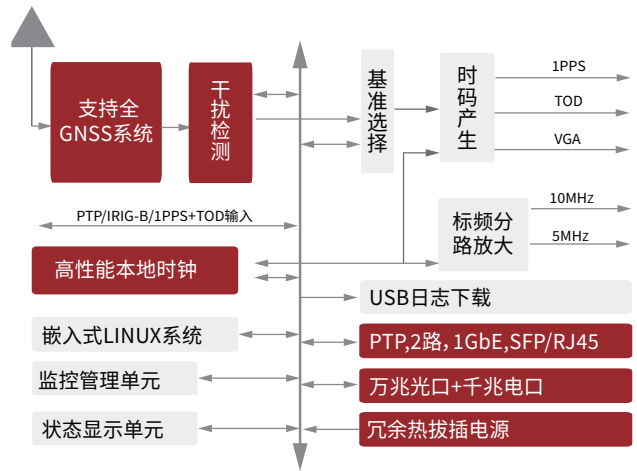 支持全
GNSS系统
干扰检测
基准选择
时码产生
1PPS
TOD
VGA
PTP/IRIG-B/1PPS+TOD输入
标频分
路放大
10MHz
5MHz
高性能本地时钟
USB日志下载
嵌入式LINUX系统
PTP,2路，1GbE,SFP/RJ45
监控管理单元
万兆光口+千兆电口
状态显示单元
冗余热拔插电源